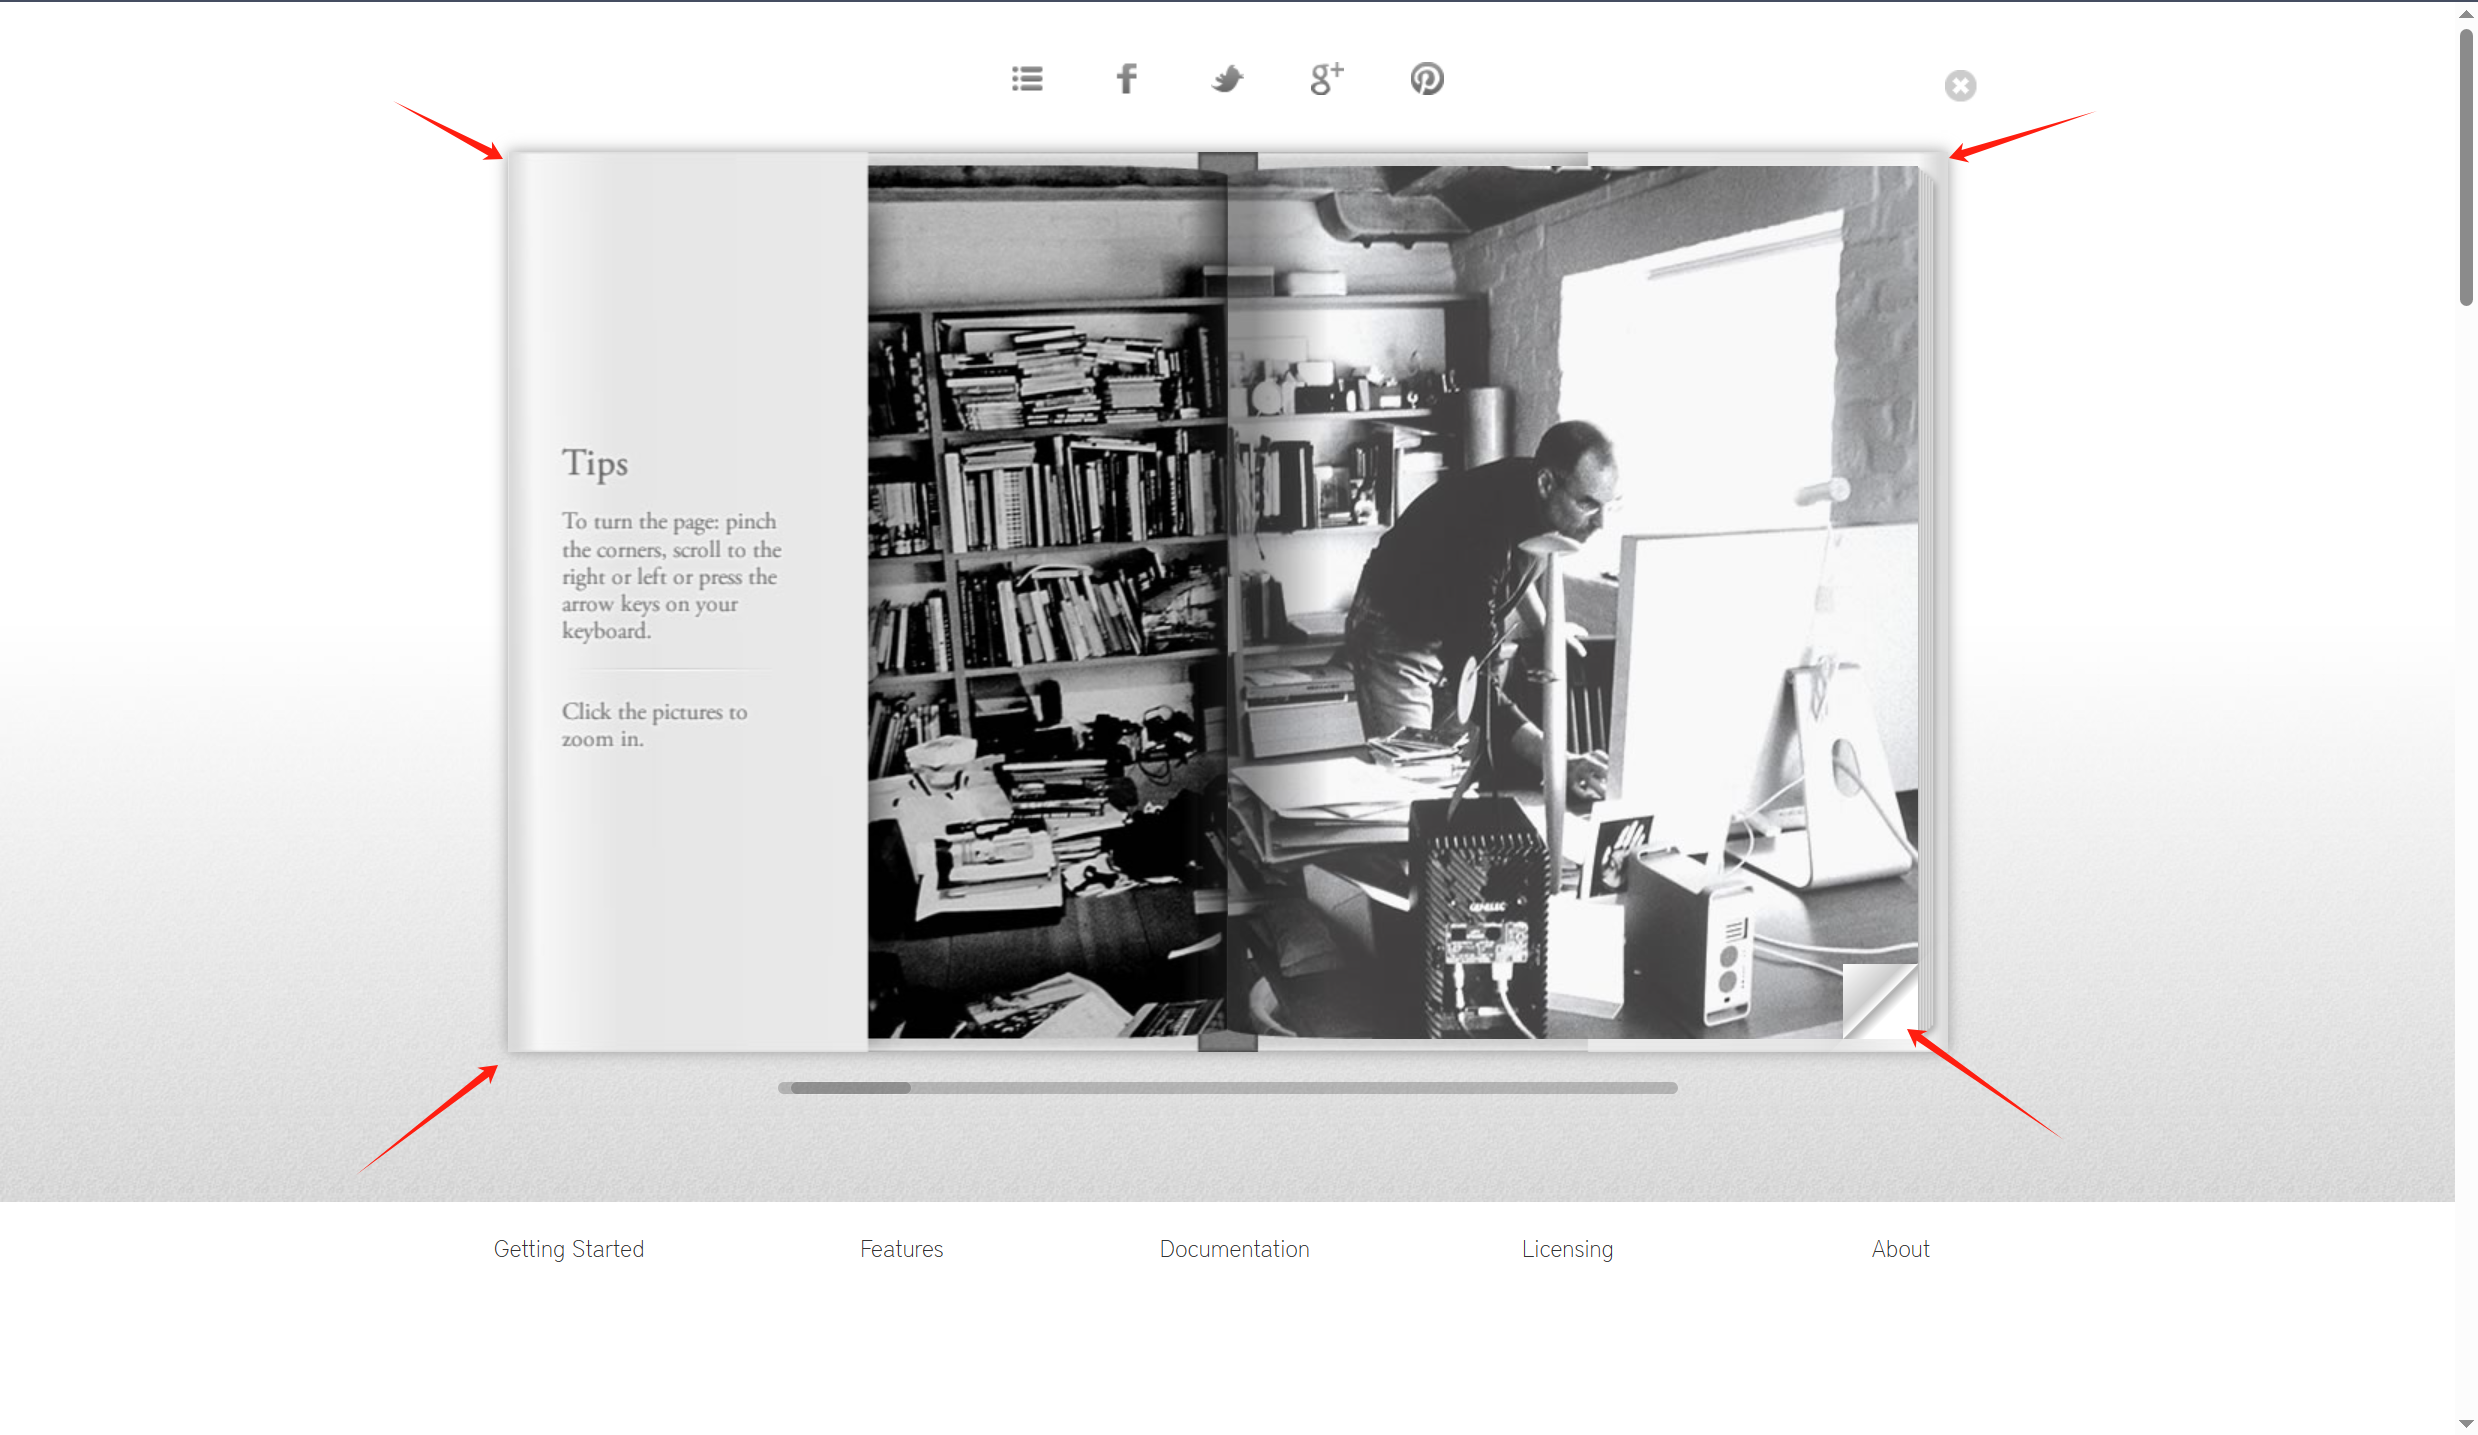 Tips
To turn the page: pinch
the corners, scroll to the
right or left or press the
arrow keys on your
keyboard.
Click the pictures to
zoom in.
GENELEC
Getting Started
Features
Documentation
Licensing
About